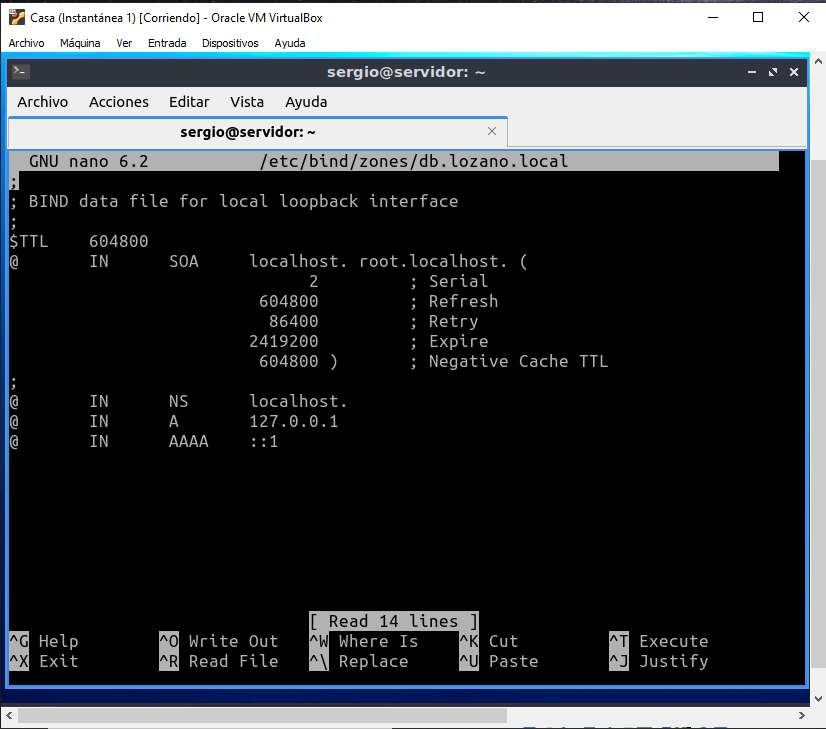 Casa (Instantánea 1) [Corriendo] - Oracle VM VirtualBox
Archivo Máquina Ver Entrada Dispositivos Ayuda
sergio@servidor: ~
Archivo Acciones Editar Vista Ayuda
sergio@servidor: ~
GNU nano 6.2 /etc/bind/zones/db.lozano.local
;
; BIND data file for local loopback interface
;
$TTL 604800
@ IN SOA localhost. root.localhost. (
2 ; Serial
604800 ; Refresh
86400 ; Retry
2419200 ; Expire
604800 ) ; Negative Cache TTL
;
@ IN NS localhost.
@ IN A 127.0.0.1
@ IN AAAA ::1
[ Read 14 lines ]
^G Help ^O Write Out ^W Where Is ^K Cut ^T Execute
^X Exit ^R Read File ^\ Replace ^U Paste ^J Justify